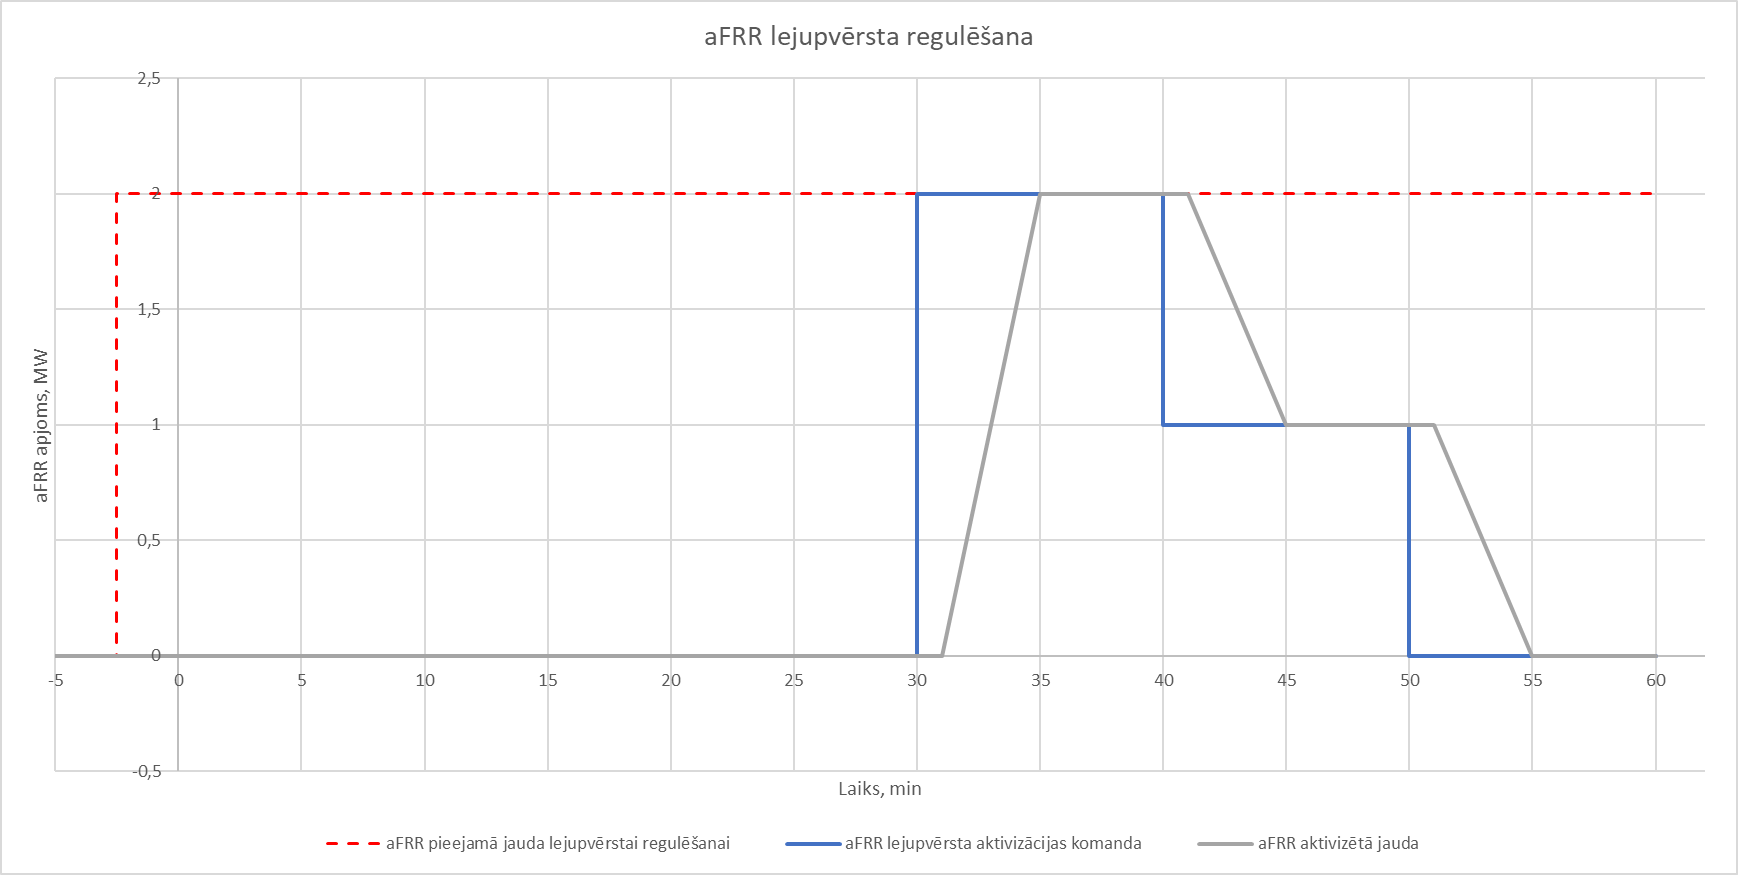 aFRR lejupvērsta regulēšana
2,5
2
1,5
1
0,5
0
-0,5
aFRR apjoms, MW
-5 0 5 10 15 20 25 30 35 40 45 50 55 60
Laiks, min
aFRR pieejamā jauda lejupvērstai regulēšanai aFRR lejupvērsta aktivizācijas komanda aFRR aktivizētā jauda